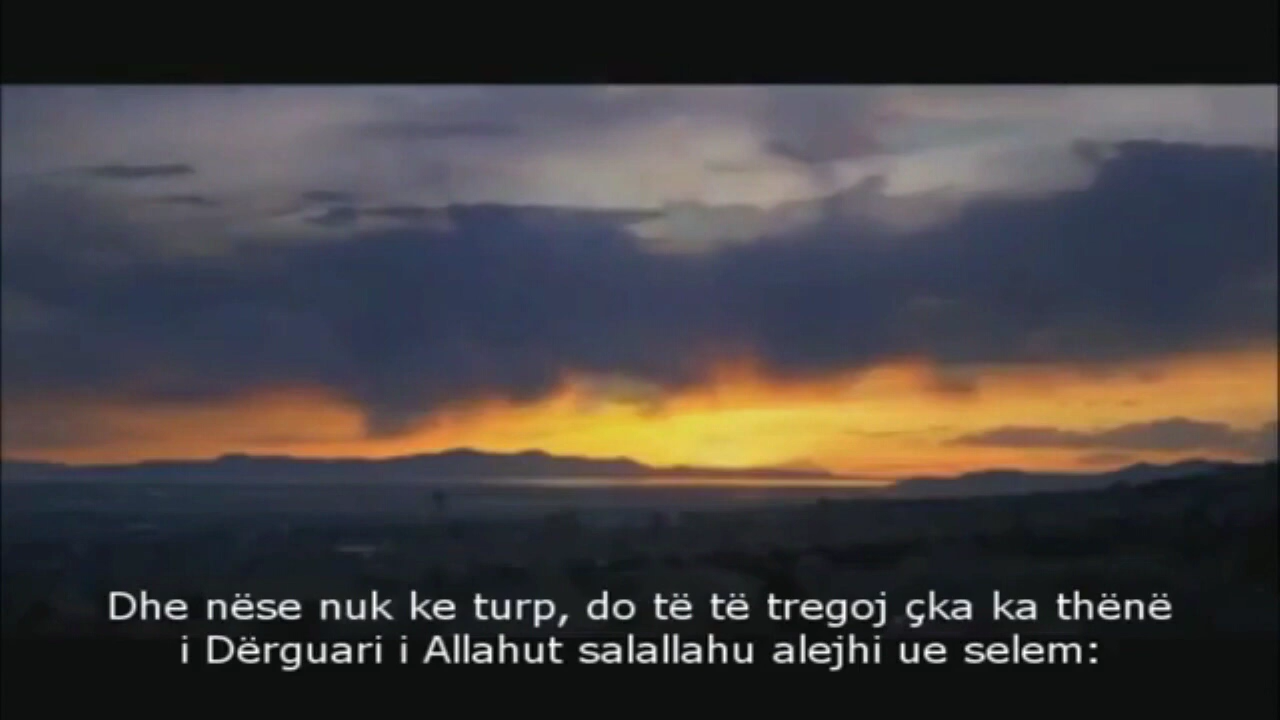 Dhe nëse nuk ke turp, do të të tregoj çka ka thënë
i Dërguari i Allahut salallahu alejhi ue selem: